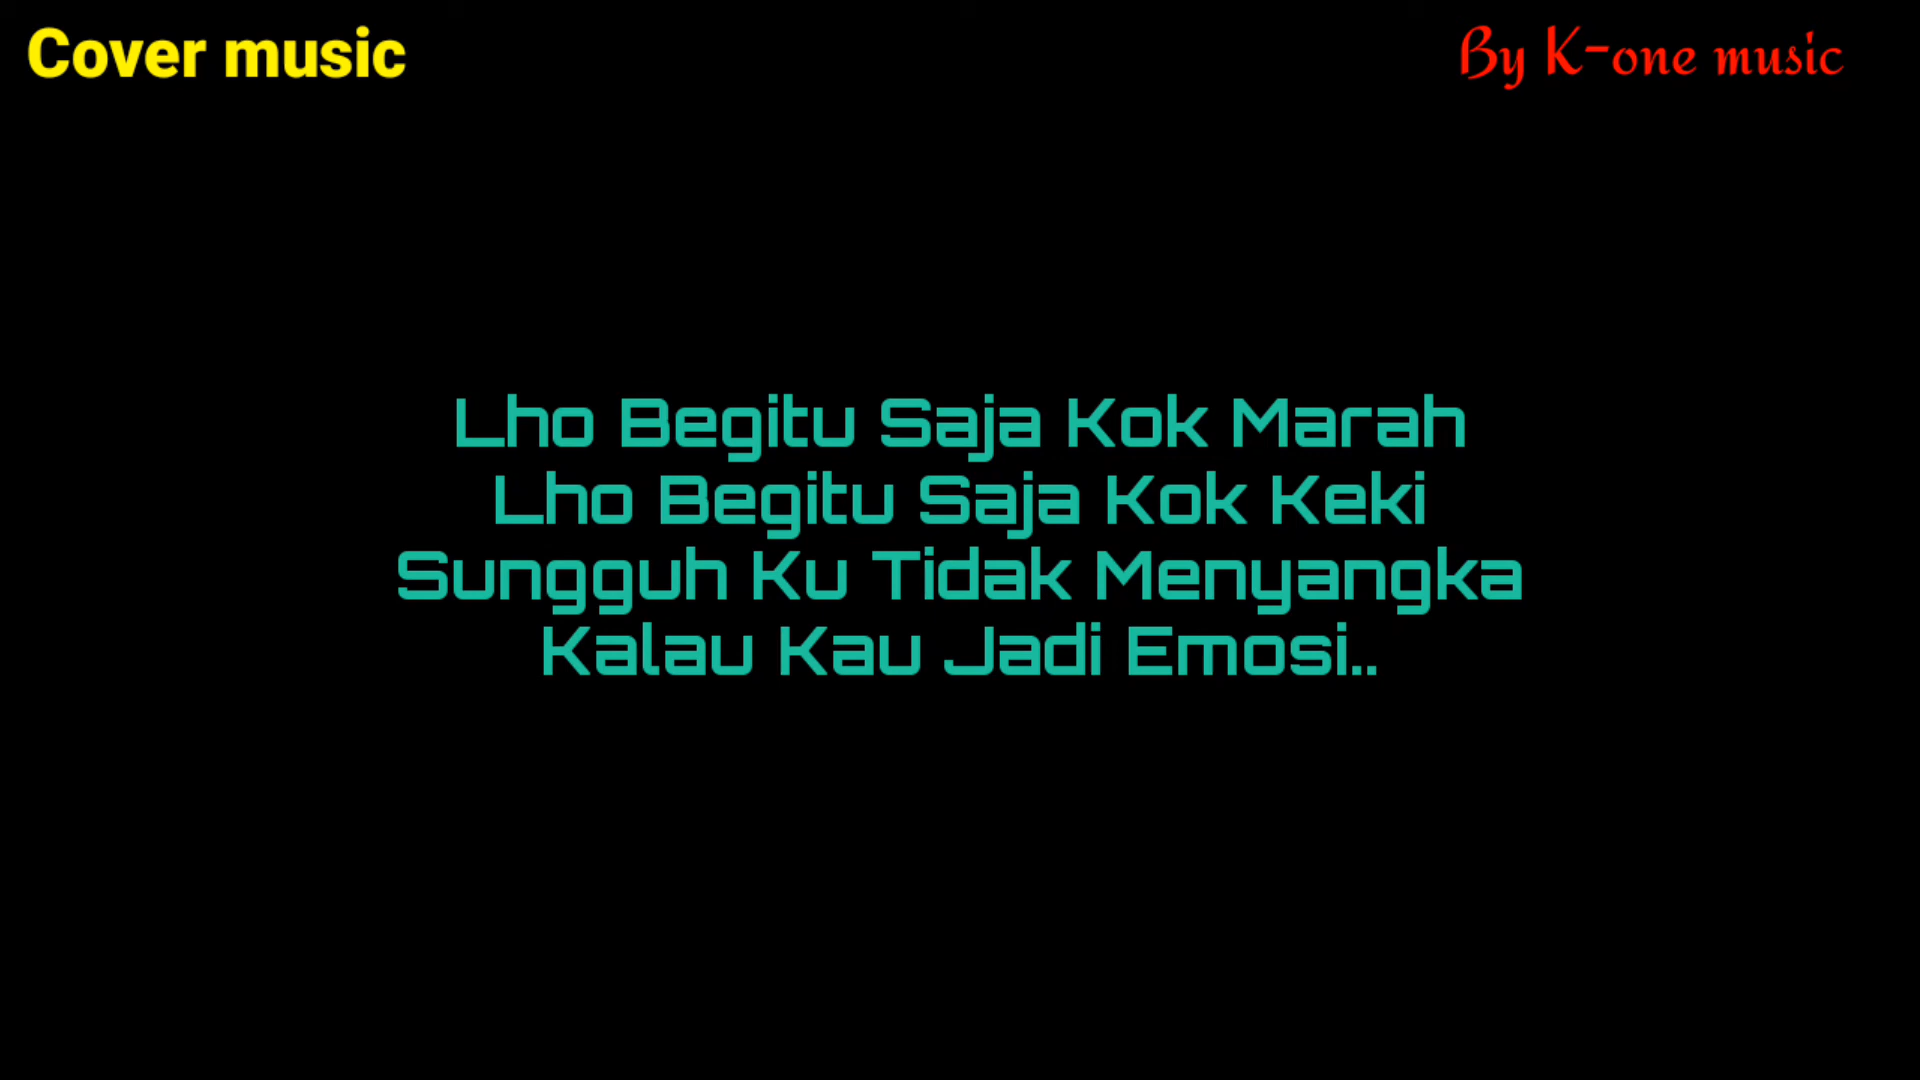 Cover music
By K-one music
Lho Begitu Saja Kok Marah
Lho Begitu Saja Kok Keki
Sungguh Ku Tidak Menyangka
Kalau Kau Jadi Emosi..